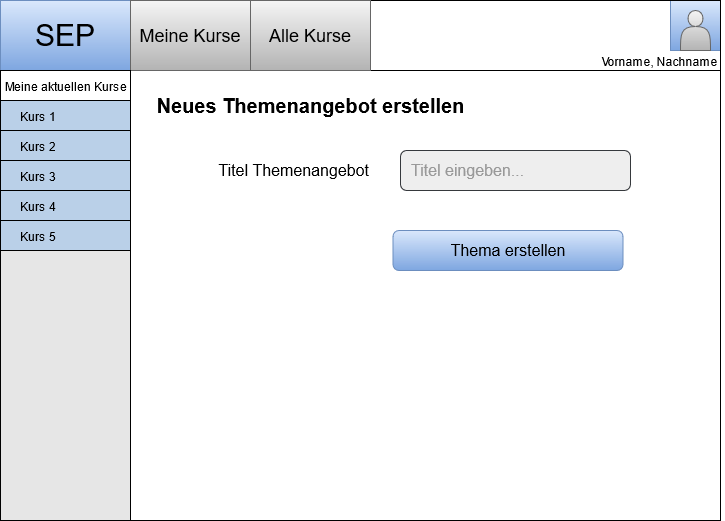 SEP
Meine Kurse
Alle Kurse
Vorname, Nachname
Meine aktuellen Kurse
Kurs 1
Kurs 2
Kurs 3
Kurs 4
Kurs 5
Neues Themenangebot erstellen
Titel Themenangebot
Titel eingeben...
Thema erstellen